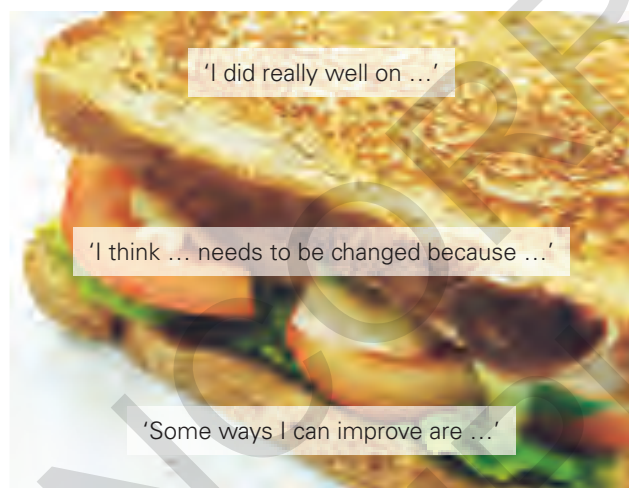 ‘I did really well on …’
‘I think … needs to be changed because …’
‘Some ways I can improve are …’